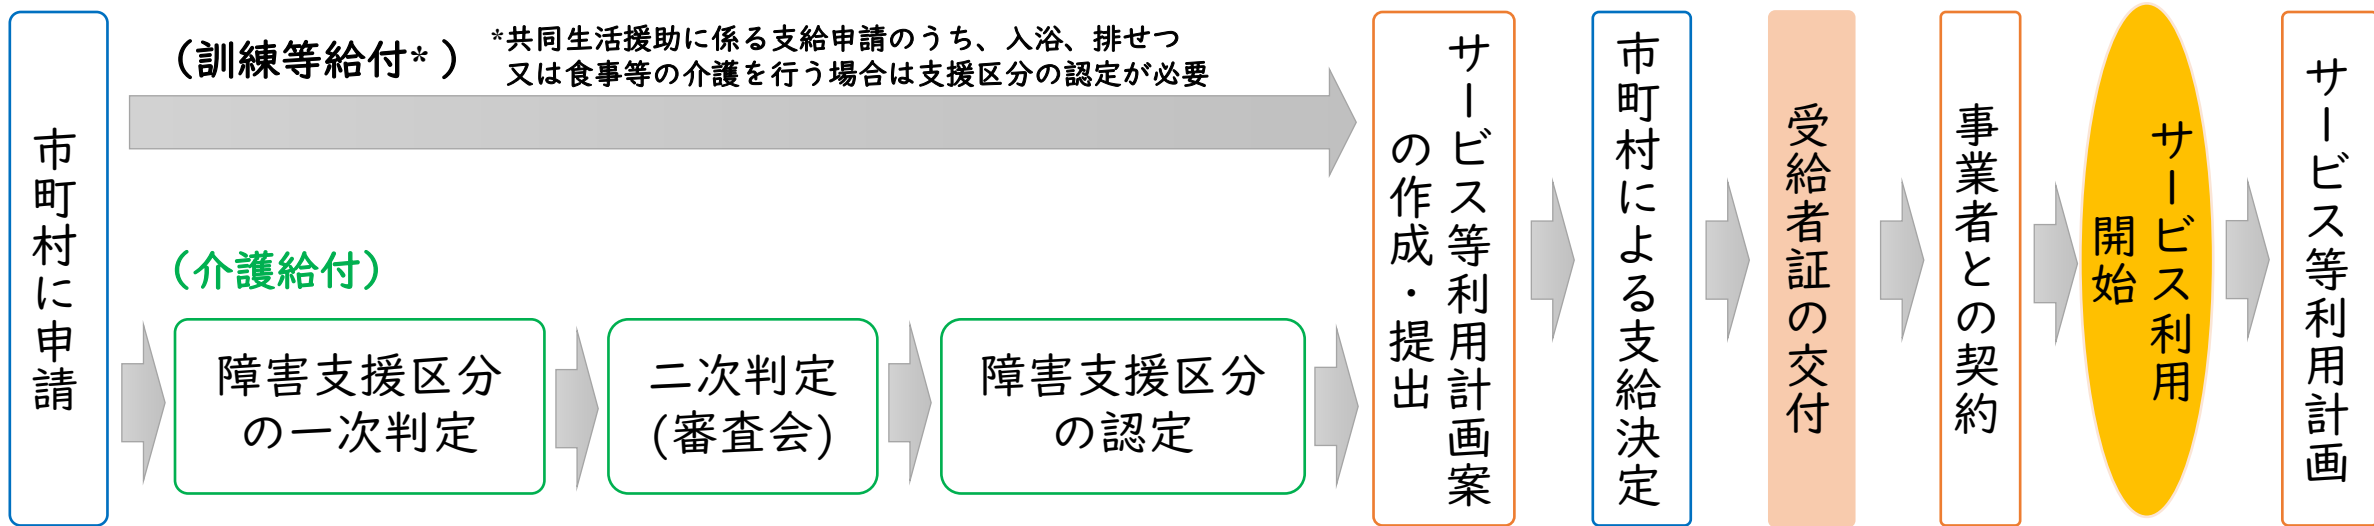 市町村に申請
(訓練等給付*)
*共同生活援助に係る支給申請のうち、入浴、排せつ
又は食事等の介護を行う場合は支援区分の認定が必要
(介護給付)
障害支援区分
の一次判定
二次判定
(審査会)
障害支援区分
の認定
サービス等利用計画案
の作成・提出
市町村による支給決定
受給者証の交付
事業者との契約
サービス利用
開始
サービス等利用計画